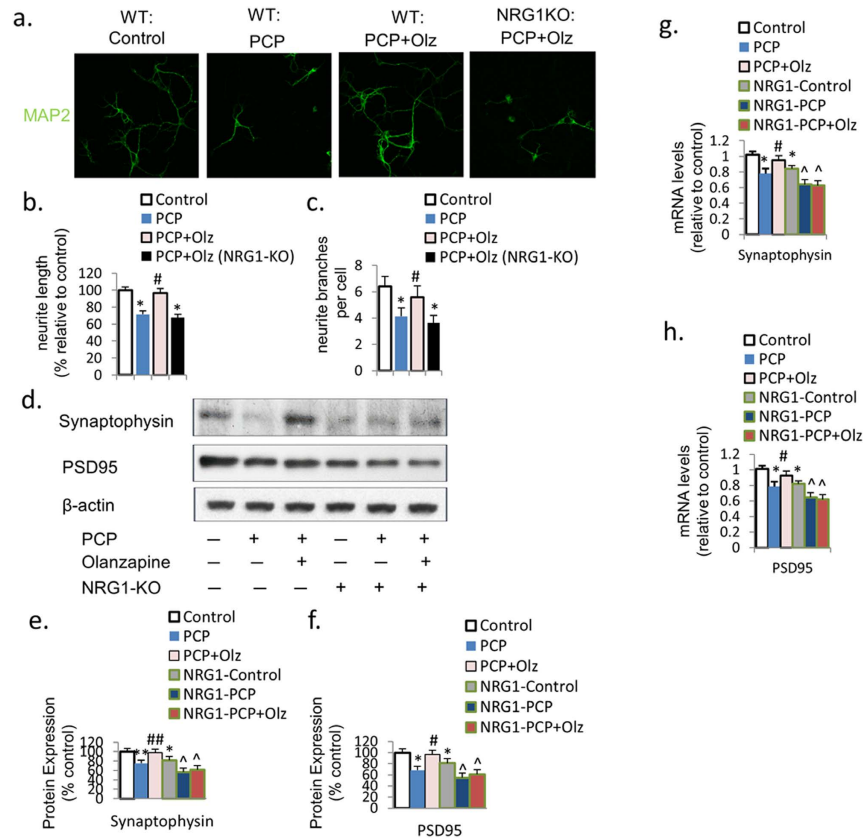 a.
WT:
Control
WT:
PCP
WT:
PCP+Olz
NRG1KO:
PCP+Olz
MAP2
b.
Control
PCP
PCP+Olz
PCP+Olz (NRG1-KO)
neurite length
(% relative to control)
120
100
80
60
40
20
0
*
#
*
c.
Control
PCP
PCP+Olz
PCP+Olz (NRG1-KO)
neurite branches
per cell
8
6
4
2
0
*
#
*
d.
Synaptophysin
PSD95
β-actin
PCP − + + − + +
Olanzapine − − + − − +
NRG1-KO − − − + + +
e.
Control
PCP
PCP+Olz
NRG1-Control
NRG1-PCP
NRG1-PCP+Olz
Protein Expression
(% control)
120
100
80
60
40
20
0
** ## * ^ ^
Synaptophysin
f.
Control
PCP
PCP+Olz
NRG1-Control
NRG1-PCP
NRG1-PCP+Olz
Protein Expression
(% control)
120
100
80
60
40
20
0
* # * ^ ^
PSD95
g.
Control
PCP
PCP+Olz
NRG1-Control
NRG1-PCP
NRG1-PCP+Olz
mRNA levels
(relative to control)
1.2
1
0.8
0.6
0.4
0.2
0
* # * ^ ^
Synaptophysin
h.
Control
PCP
PCP+Olz
NRG1-Control
NRG1-PCP
NRG1-PCP+Olz
mRNA levels
(relative to control)
1.2
1
0.8
0.6
0.4
0.2
0
* # * ^ ^
PSD95